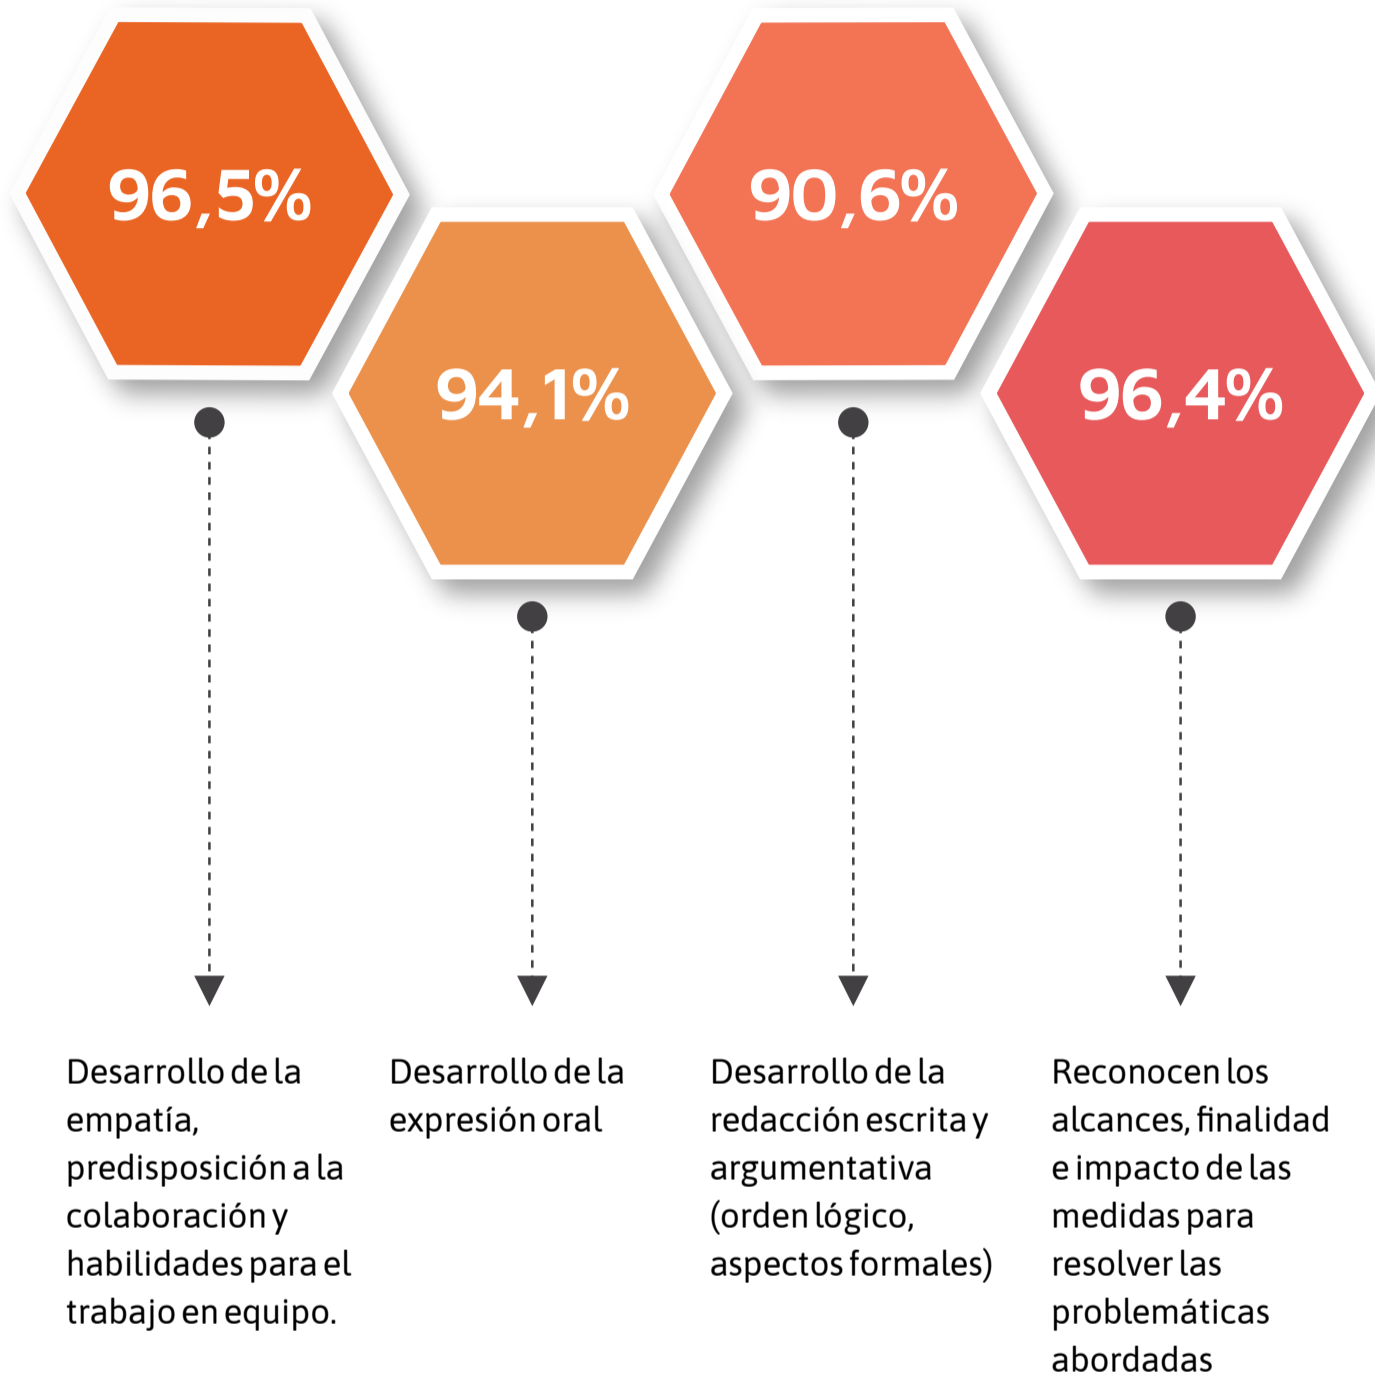 96,5%
94,1%
90,6%
96,4%
Desarrollo de la
empatía,
predisposición a la
colaboración y
habilidades para el
trabajo en equipo.
Desarrollo de la
expresión oral
Desarrollo de la
redacción escrita y
argumentativa
(orden lógico,
aspectos formales)
Reconocen los
alcances, finalidad
e impacto de las
medidas para
resolver las
problemáticas
abordadas